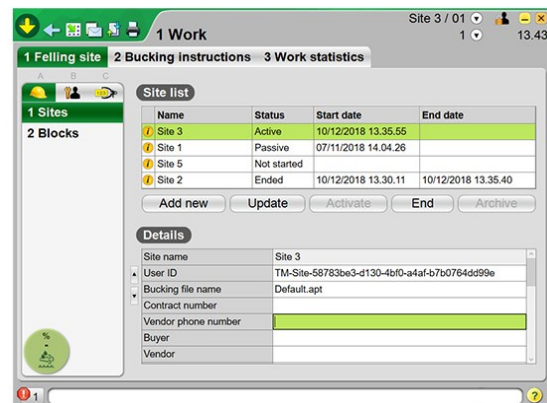 Site 3 / 01
1 Work
1
13.43
1 Felling site 2 Bucking instructions 3 Work statistics
A B C
1 Sites
2 Blocks
%
-
Site list
Name Status Start date End date
Site 3 Active 10/12/2018 13.35.55
Site 1 Passive 07/11/2018 14.04.26
Site 5 Not started
Site 2 Ended 10/12/2018 13.30.11 10/12/2018 13.35.40
Add new Update Activate End Archive
Details
Site name Site 3
User ID TM-Site-58783be3-d130-4bf0-a4af-b7b0764dd99e
Bucking file name Default.apt
Contract number
Vendor phone number
Buyer
Vendor
1
?